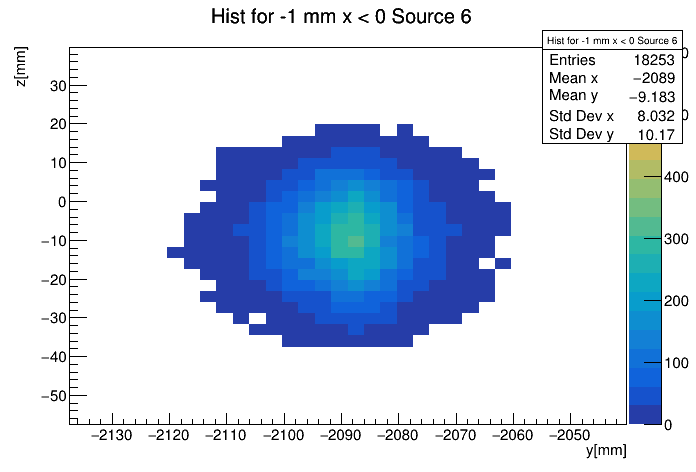 Hist for -1 mm x < 0 Source 6
z[mm]
Hist for -1 mm x < 0 Source 6
Entries 18253
Mean x −2089
Mean y −9.183
Std Dev x 8.032
Std Dev y 10.17
30
20
10
0
−10
−20
−30
−40
−50
400
300
200
100
0
−2130 −2120 −2110 −2100 −2090 −2080 −2070 −2060 −2050
y[mm]